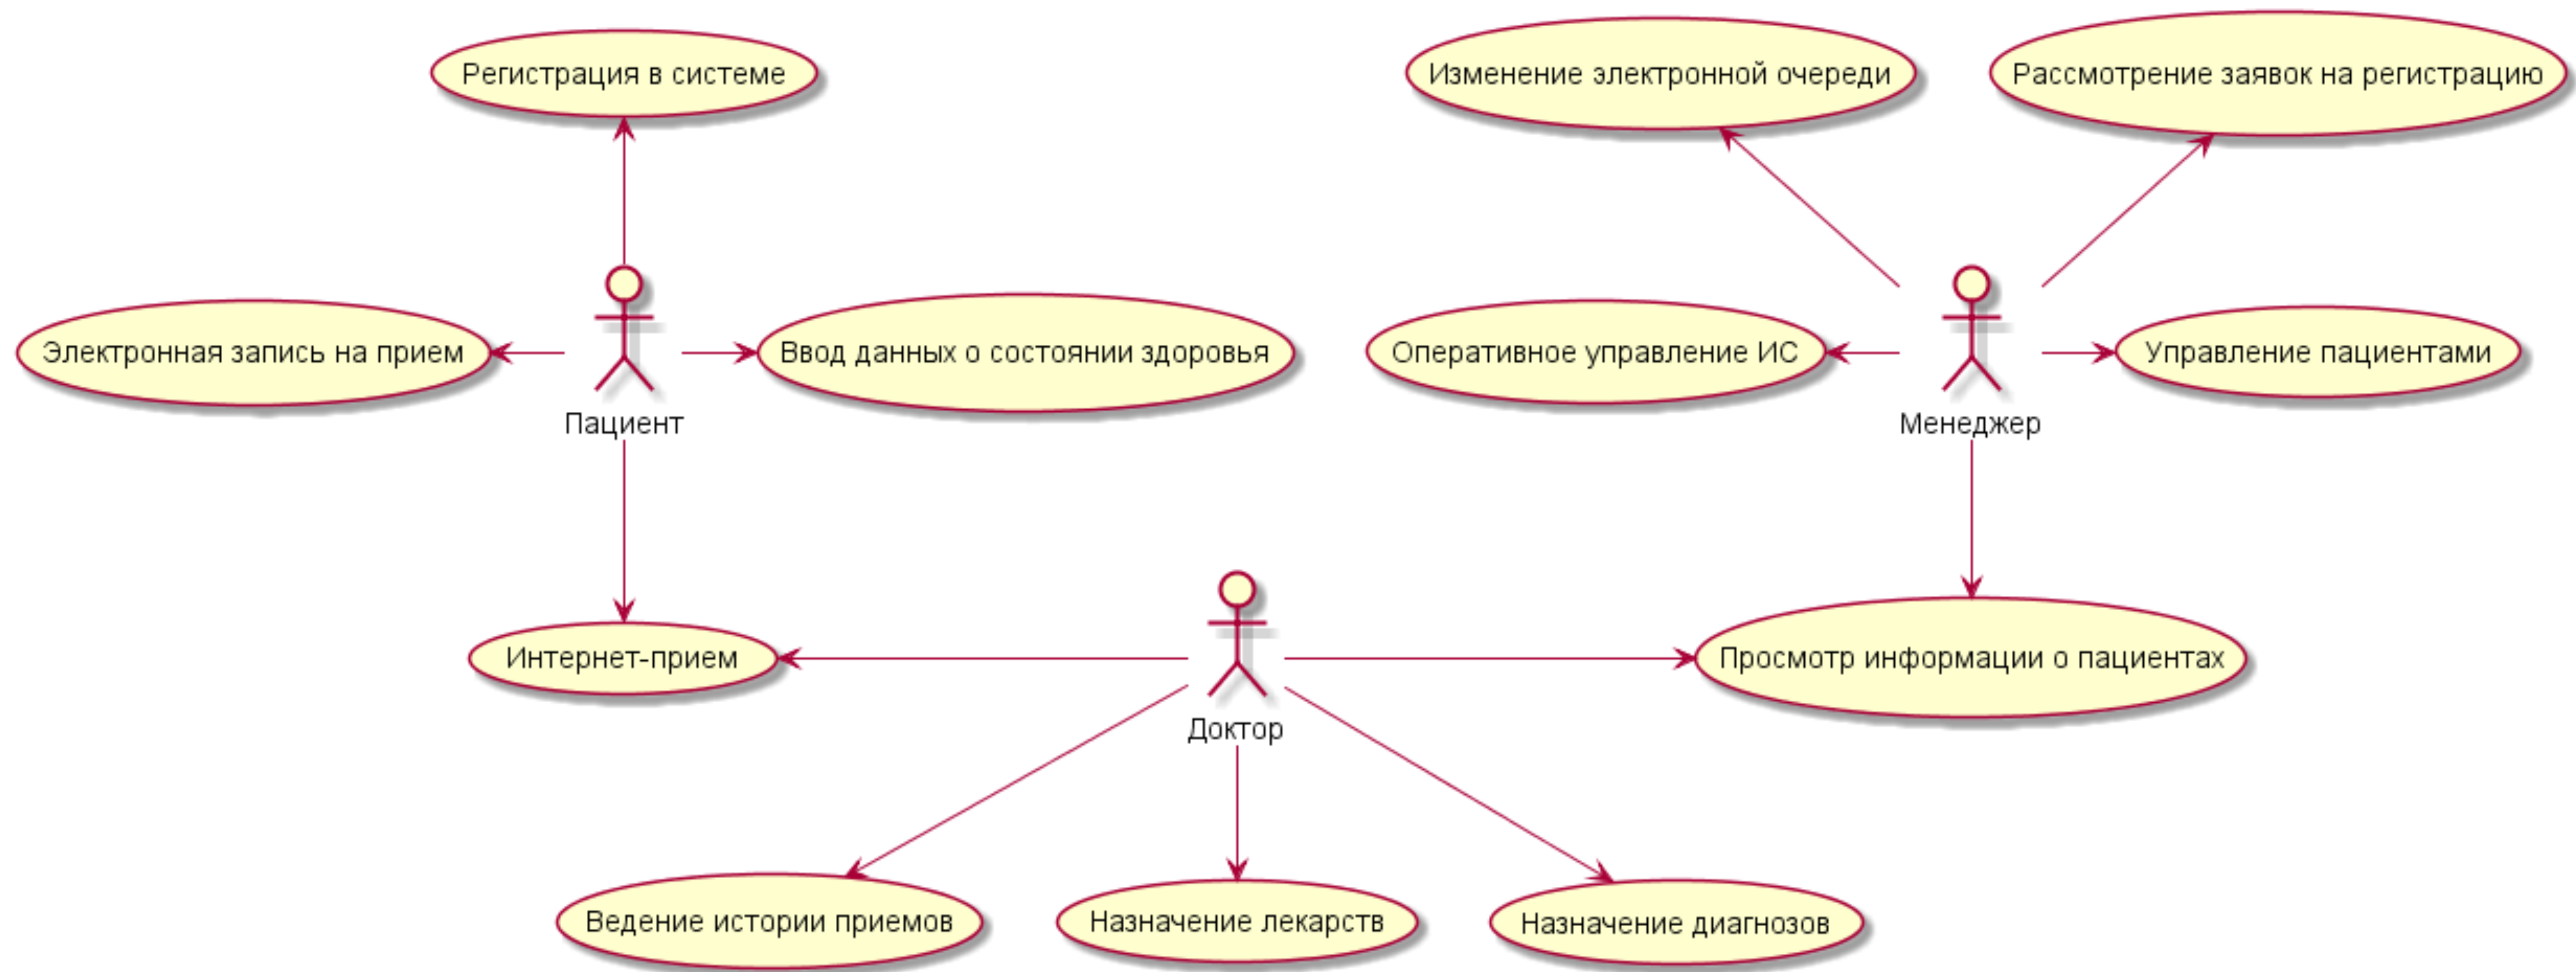 Регистрация в системе
Изменение электронной очереди
Рассмотрение заявок на регистрацию
Электронная запись на прием
Ввод данных о состоянии здоровья
Оперативное управление ИС
Управление пациентами
Пациент
Менеджер
Интернет-прием
Просмотр информации о пациентах
Доктор
Ведение истории приемов
Назначение лекарств
Назначение диагнозов